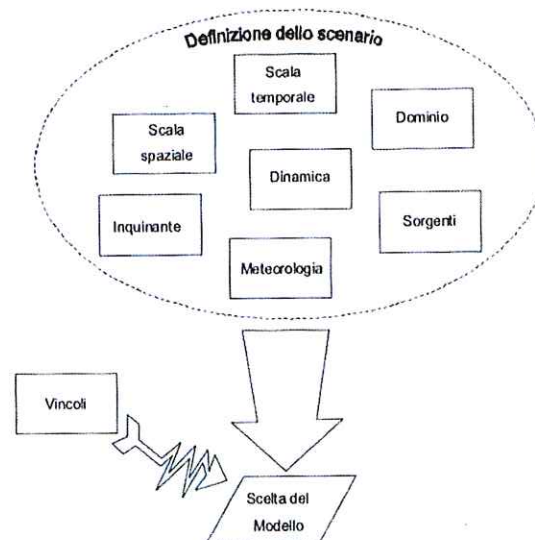 Definizione dello scenario
Scala
temporale
Dominio
Scala
spaziale
Dinamica
Inquinante
Sorgenti
Meteorologia
Vincoli
Scelta del
Modello